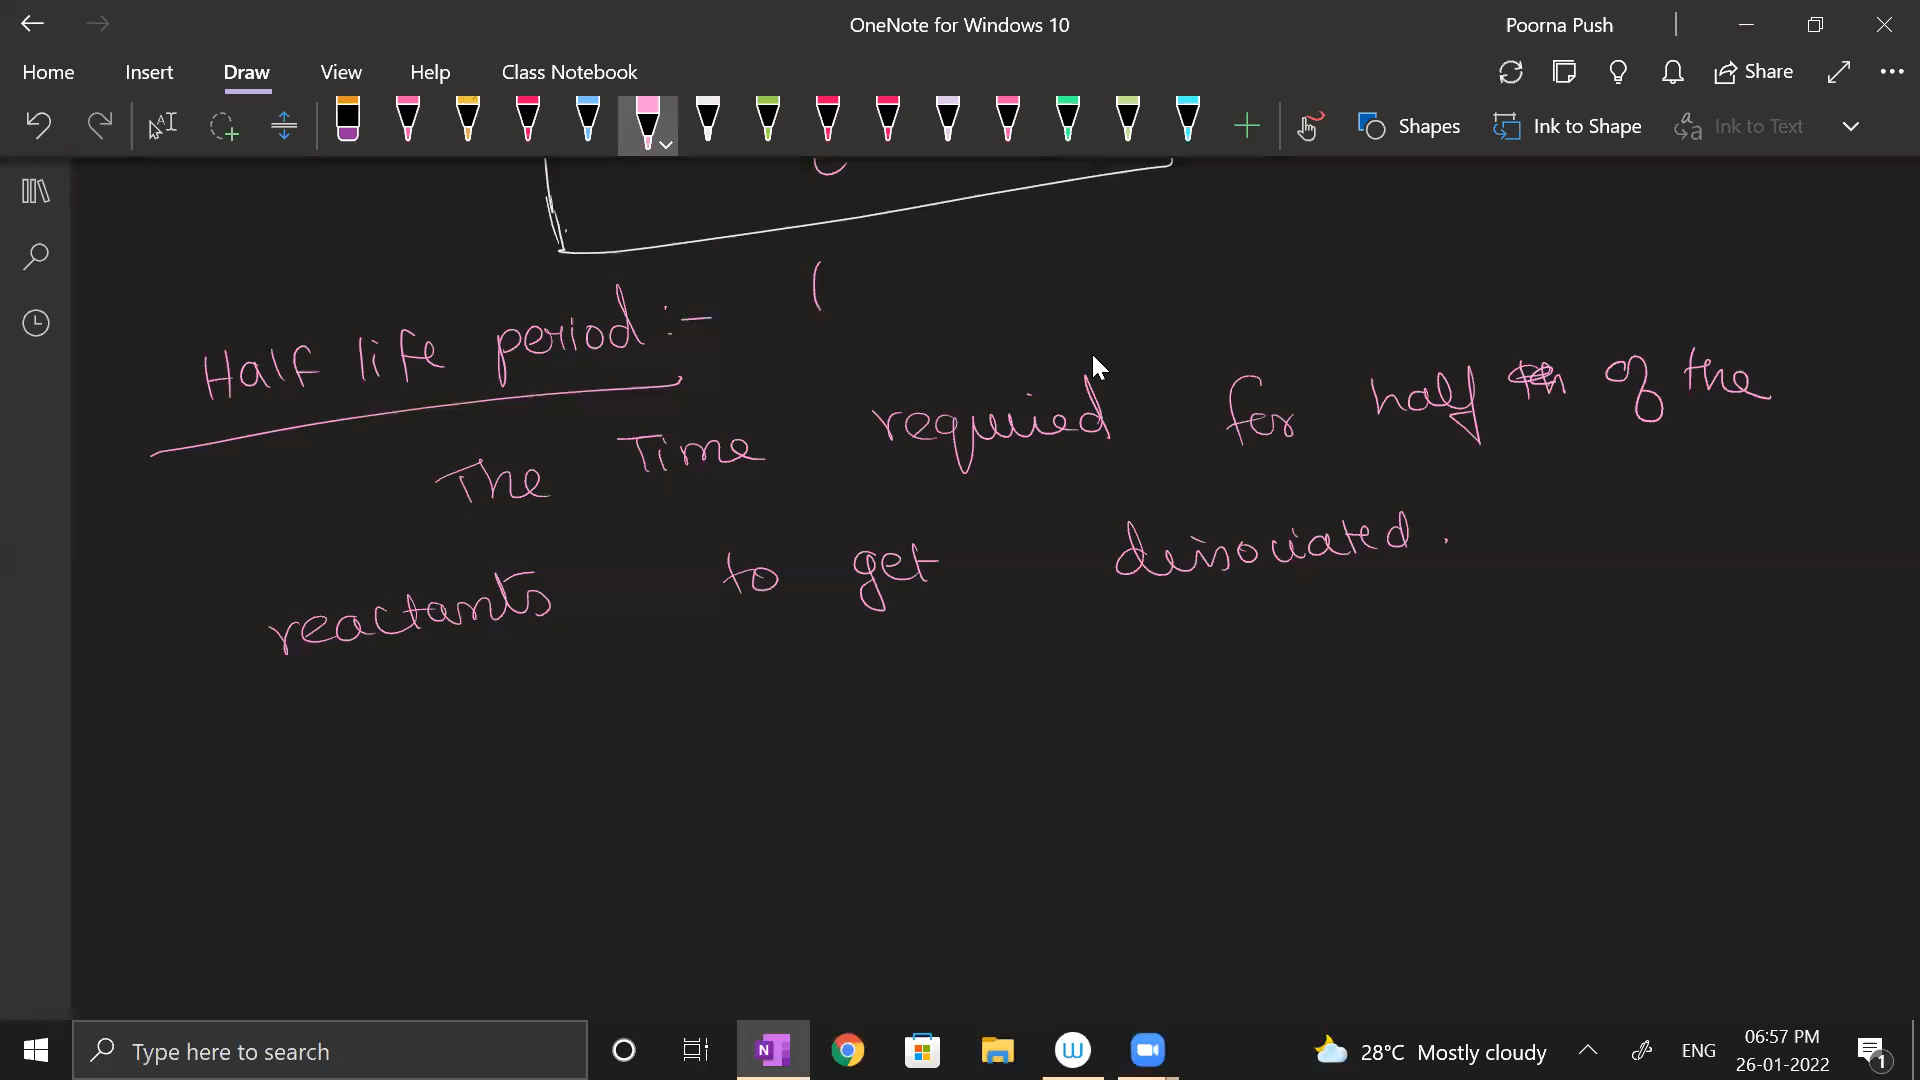 OneNote for Windows 10
Poorna Push
Home Insert Draw View Help Class Notebook
Share
Shapes Ink to Shape Ink to Text
Half life period :-
The Time required for half of the
reactants to get dissociated.
Type here to search
28°C Mostly cloudy
ENG
06:57 PM
26-01-2022
1